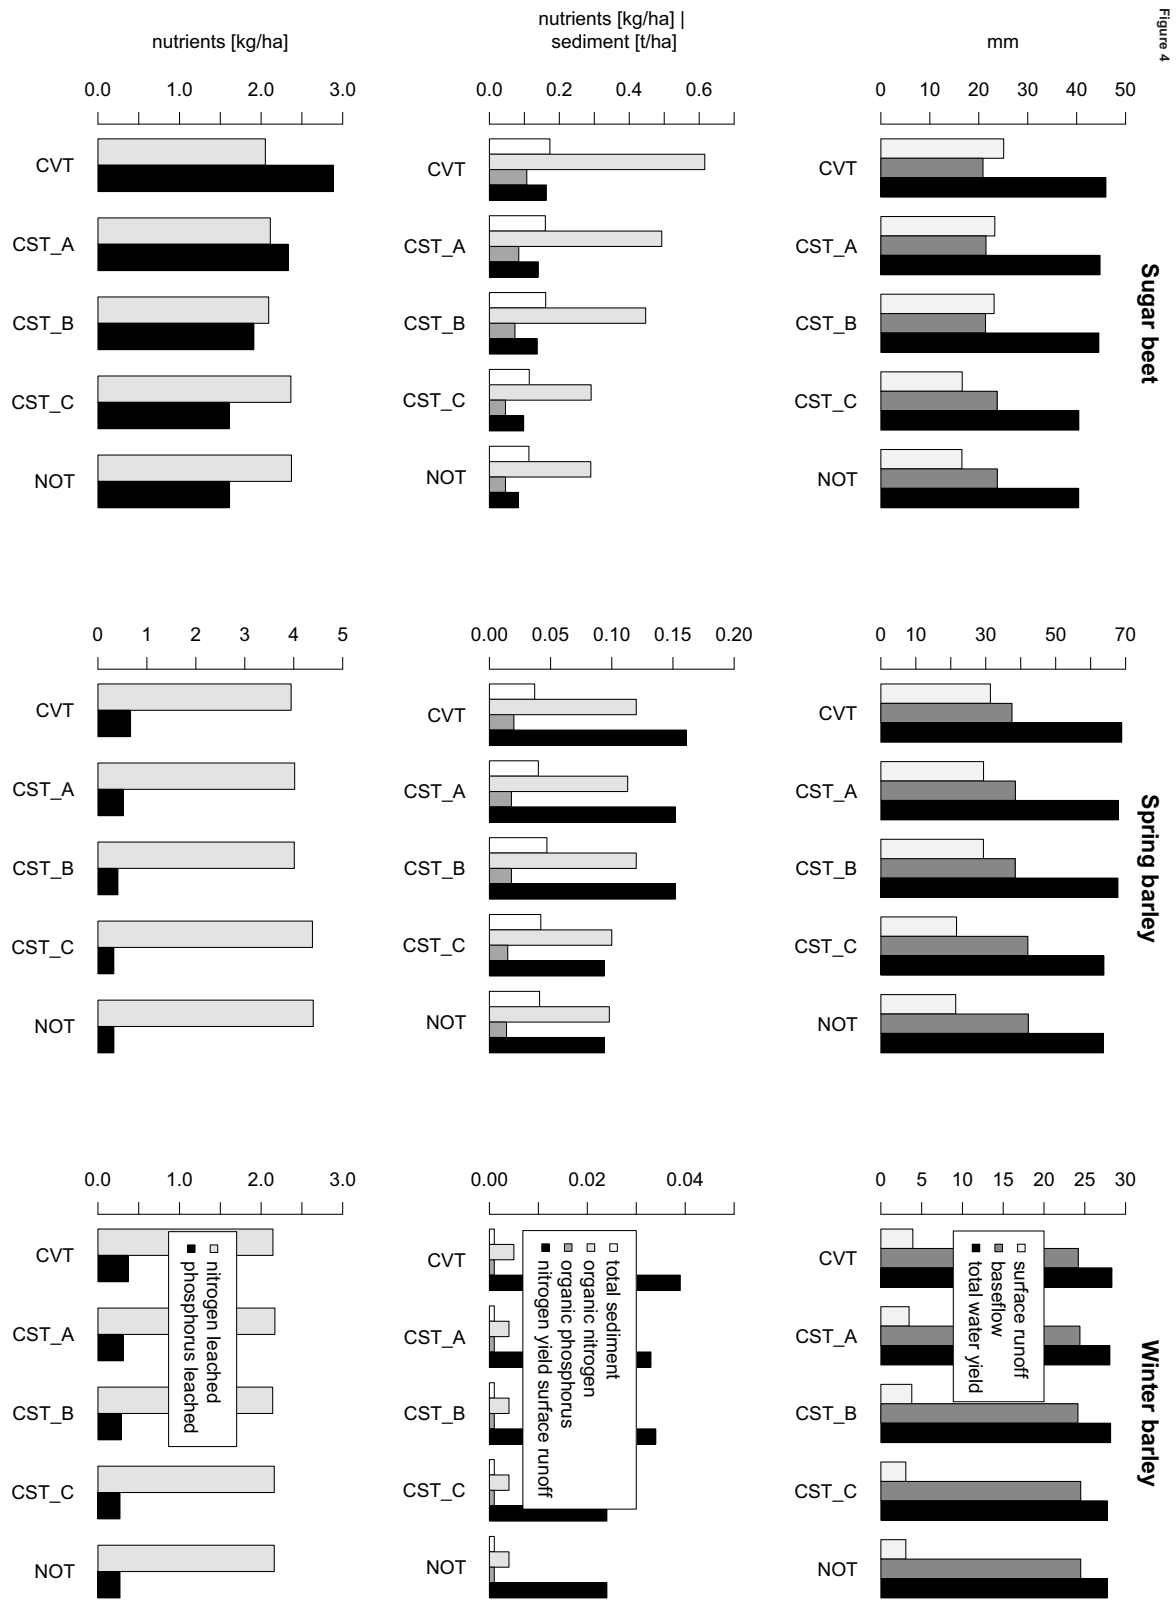 Figure 4
Sugar beet
Spring barley
Winter barley
mm
0 10 20 30 40 50
CVT
CST_A
CST_B
CST_C
NOT
0 10 30 50 70
CVT
CST_A
CST_B
CST_C
NOT
0 5 10 15 20 25 30
CVT
CST_A
CST_B
CST_C
NOT
surface runoff
baseflow
total water yield
nutrients [kg/ha] |
sediment [t/ha]
0.0 0.2 0.4 0.6
CVT
CST_A
CST_B
CST_C
NOT
0.00 0.05 0.10 0.15 0.20
CVT
CST_A
CST_B
CST_C
NOT
0.00 0.02 0.04
CVT
CST_A
CST_B
CST_C
NOT
total sediment
organic nitrogen
organic phosphorus
nitrogen yield surface runoff
nutrients [kg/ha]
0.0 1.0 2.0 3.0
CVT
CST_A
CST_B
CST_C
NOT
0 1 2 3 4 5
CVT
CST_A
CST_B
CST_C
NOT
0.0 1.0 2.0 3.0
CVT
CST_A
CST_B
CST_C
NOT
nitrogen leached
phosphorus leached